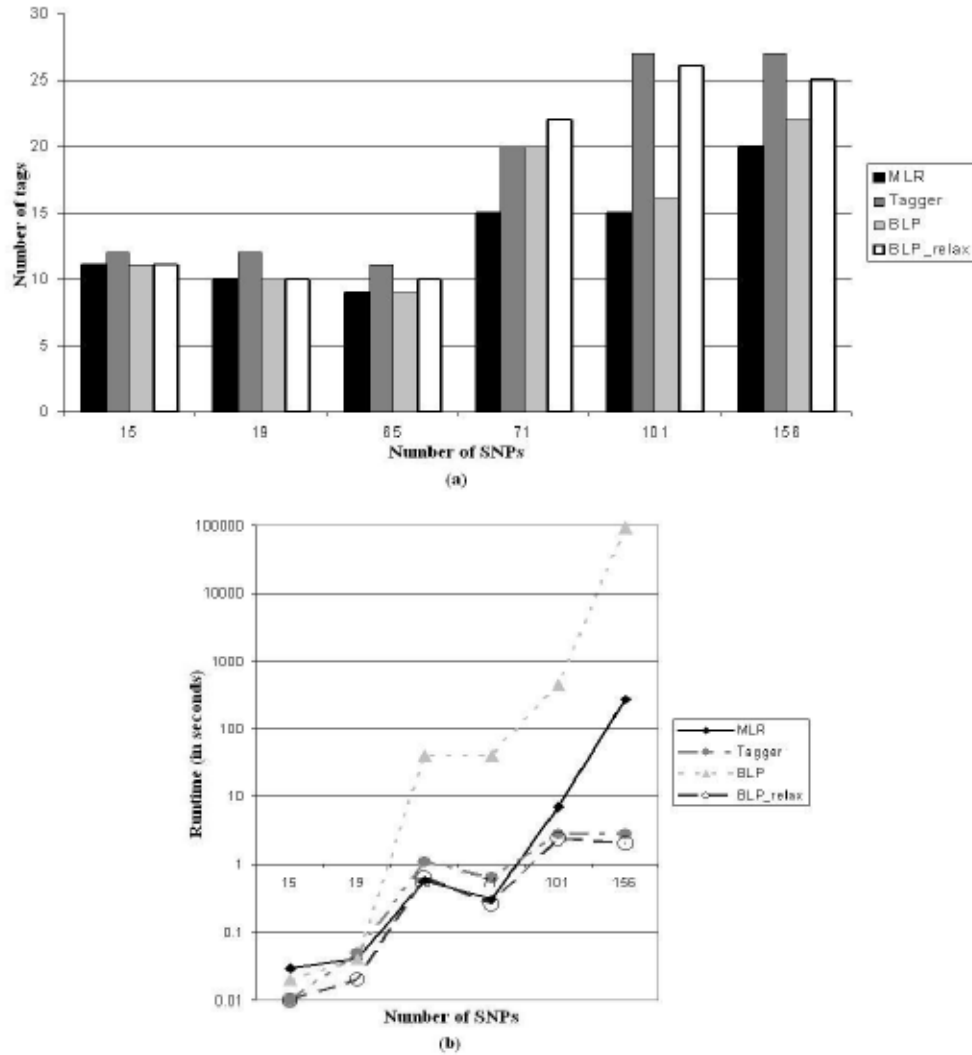 30
25
20
15
10
5
0
Number of tags
15 19 65 71 101 156
Number of SNPs
(a)
MLR
Tagger
BLP
BLP_relax
100000
10000
1000
100
10
1
0.1
0.01
Runtime (in seconds)
15 19 101 156
Number of SNPs
(b)
MLR
Tagger
BLP
BLP_relax